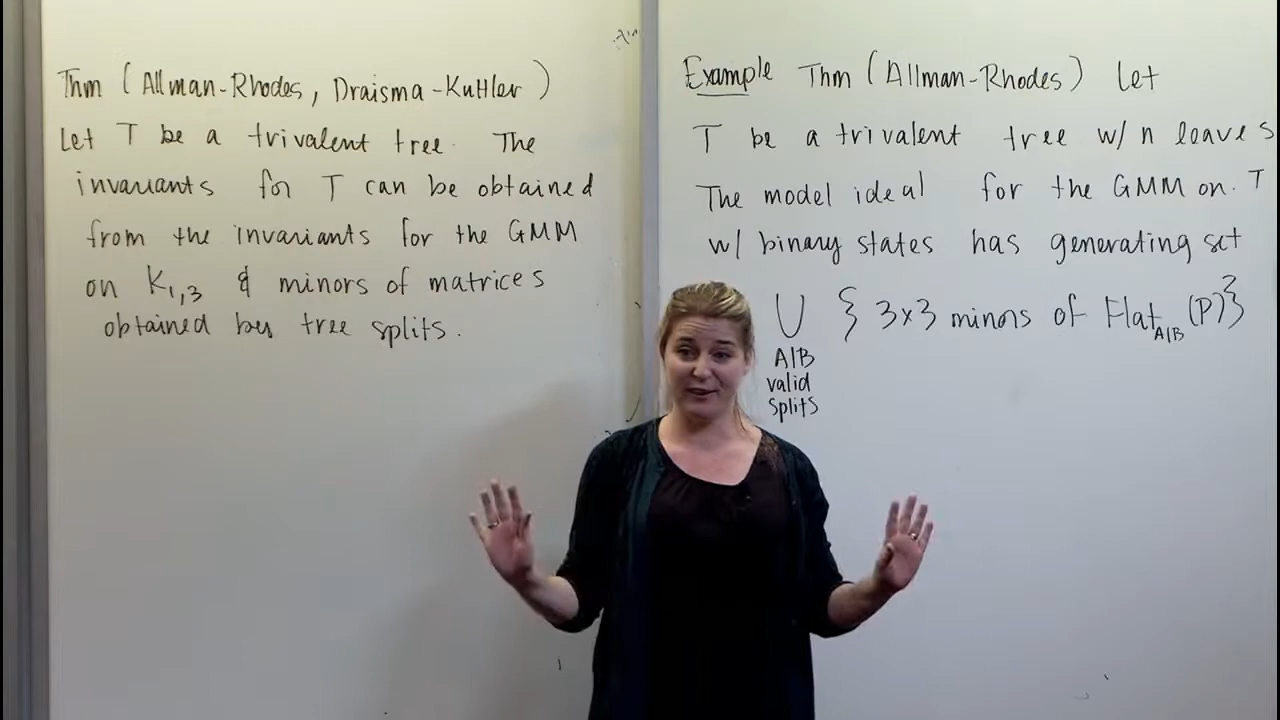 Thm (Allman-Rhodes, Draisma-Kuttler)
Let T be a trivalent tree. The
invariants for T can be obtained
from the invariants for the GMM
on K1,3 & minors of matrices
obtained by tree splits.
Example Thm (Allman-Rhodes) Let
T be a trivalent tree w/ n leaves
The model ideal for the GMM on T
w/ binary states has generating set
∪ { 3x3 minors of Flat_A|B (P) }
A|B
valid
splits